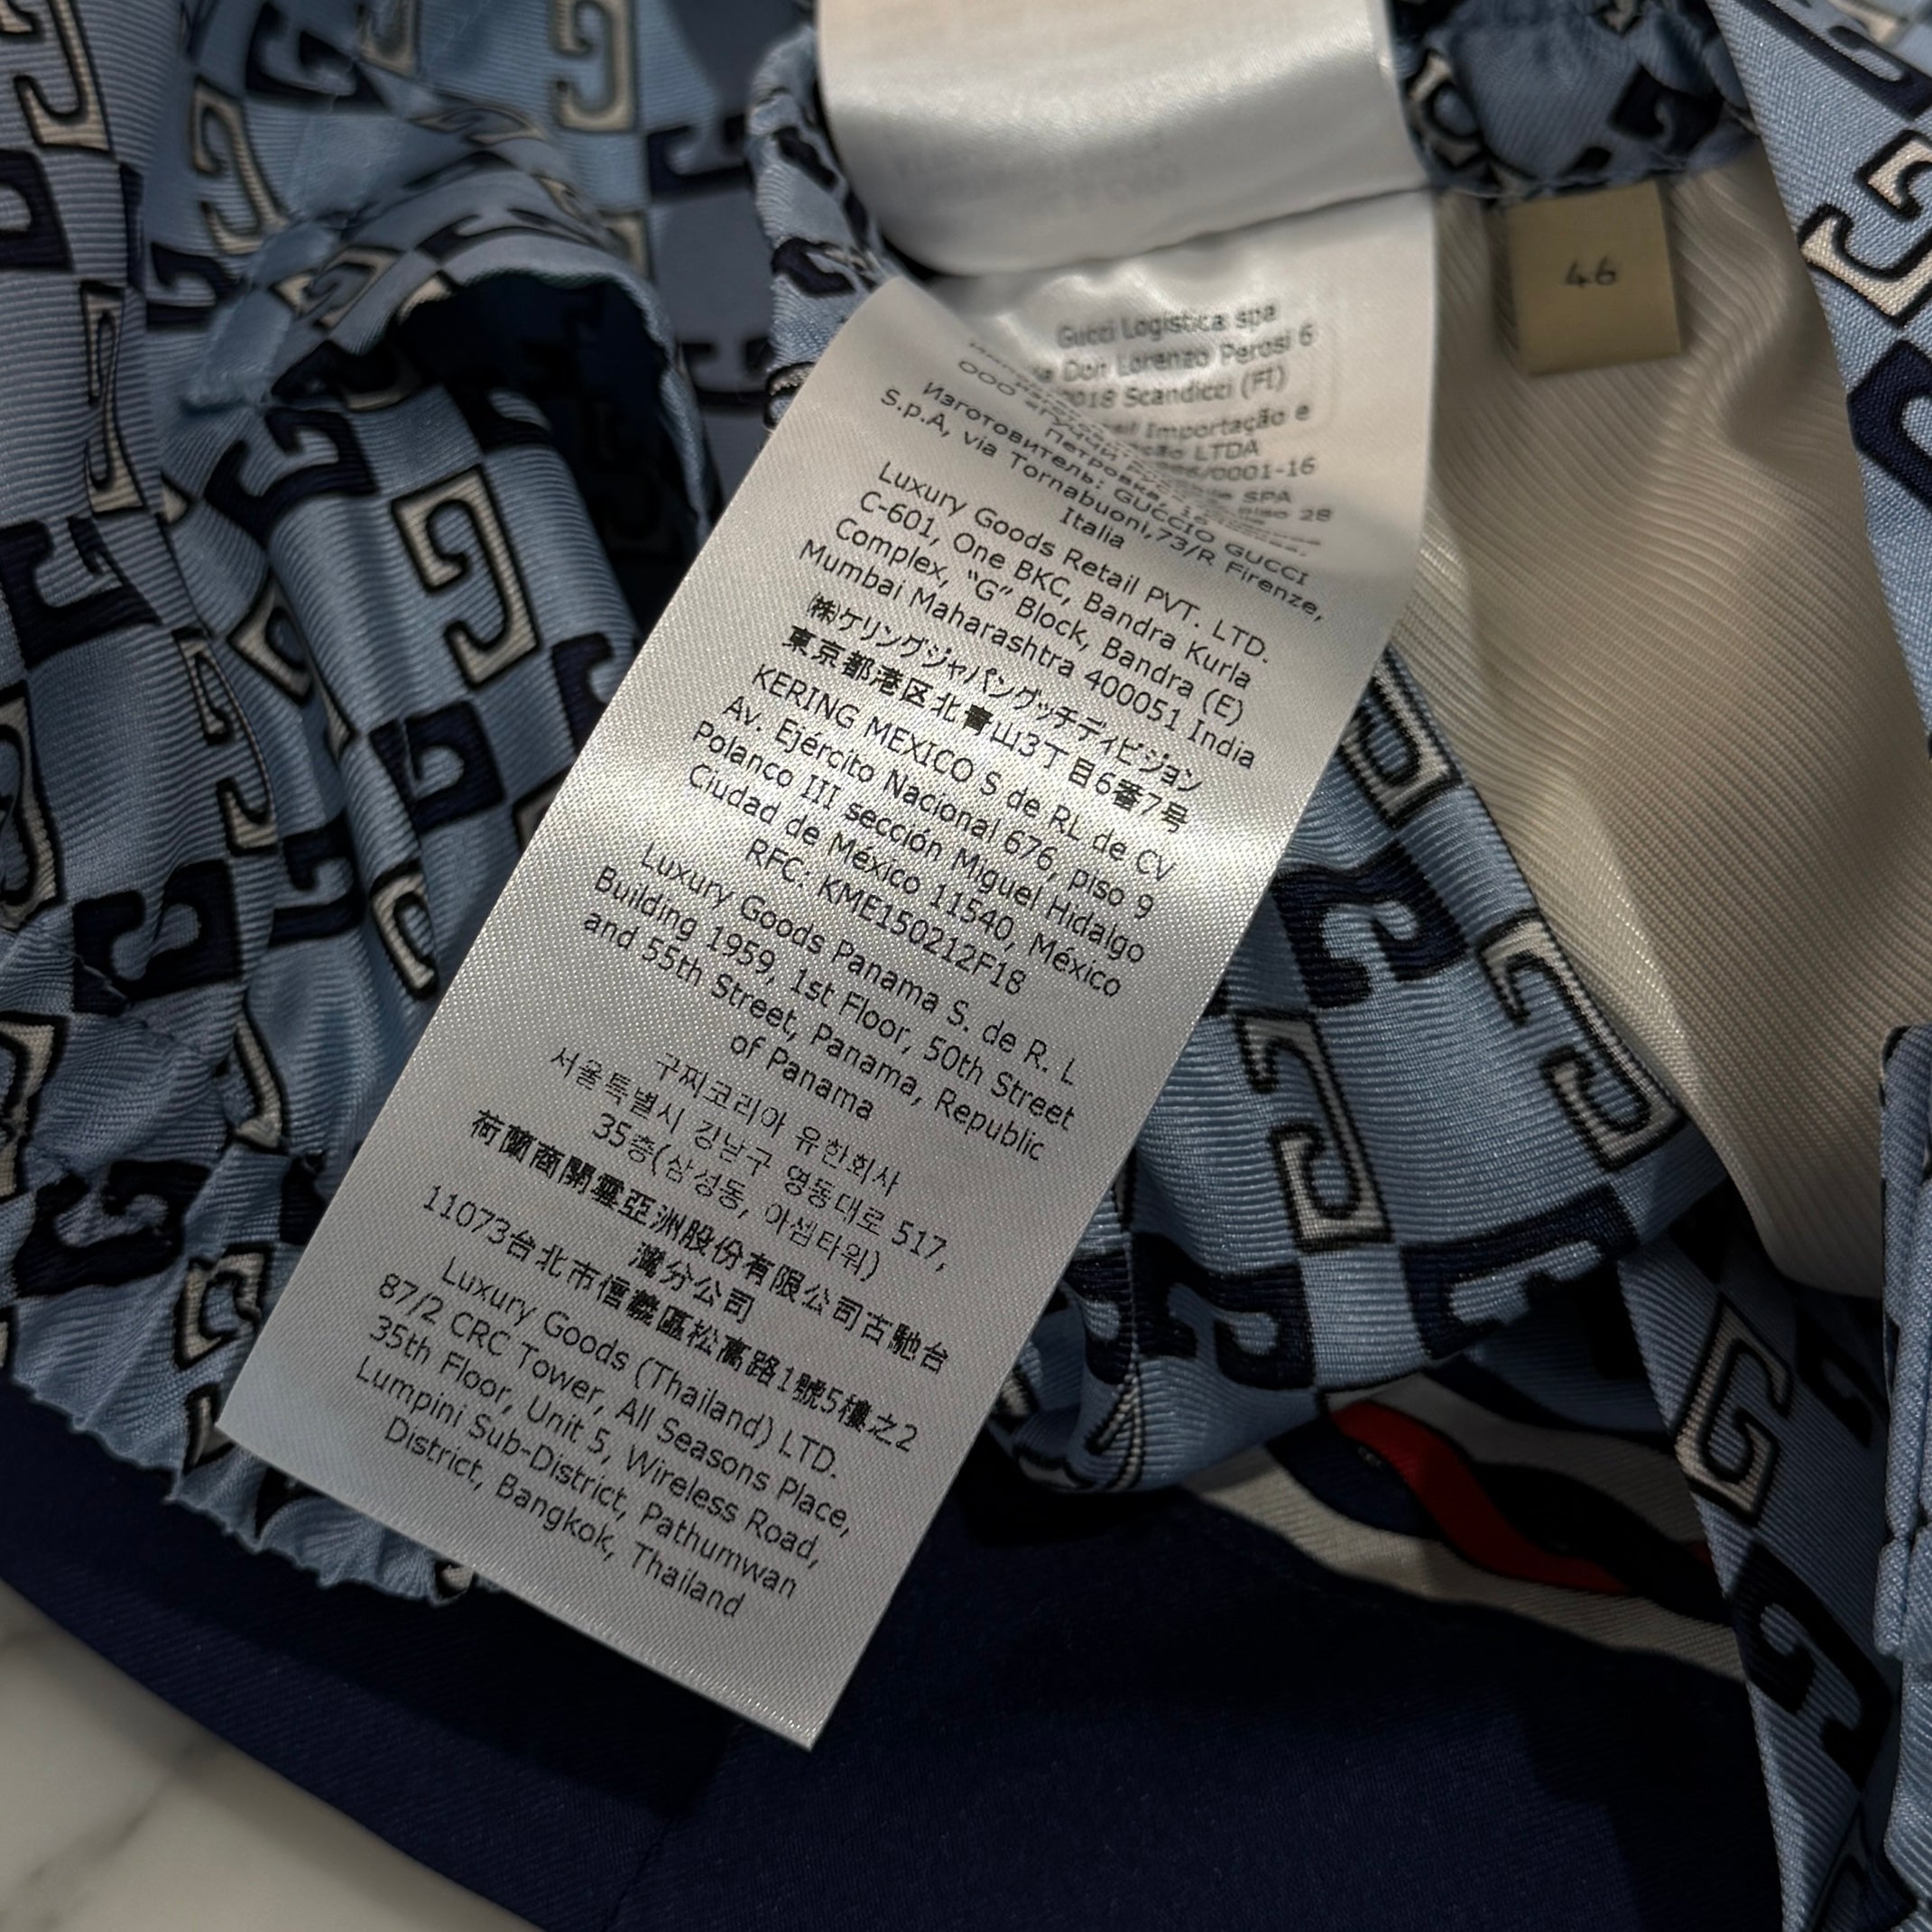 46
Gucci Logistica spa
Don Lorenzo Perosi 6
018 Scandicci (FI)
Importação e
LTDA
/0001-16
SPA
piso 28
ООО
Петровка, 16
Изготовитель: GUCCIO GUCCI
S.p.A, via Tornabuoni,73/R Firenze,
Italia
Luxury Goods Retail PVT. LTD.
C-601, One BKC, Bandra Kurla
Complex, "G" Block, Bandra (E)
Mumbai Maharashtra 400051 India
㈱ケリングジャパングッチディビジョン
東京都港区北青山3丁目6番7号
KERING MEXICO S de RL de CV
Av. Ejército Nacional 676, piso 9
Polanco III sección Miguel Hidalgo
Ciudad de México 11540, México
RFC: KME150212F18
Luxury Goods Panama S. de R. L
Building 1959, 1st Floor, 50th Street
and 55th Street, Panama, Republic
of Panama
구찌코리아 유한회사
서울특별시 강남구 영동대로 517,
35층(삼성동, 아셈타워)
荷蘭商開雲亞洲股份有限公司古馳台
灣分公司
11073台北市信義區松高路1號5樓之2
Luxury Goods (Thailand) LTD.
87/2 CRC Tower, All Seasons Place,
35th Floor, Unit 5, Wireless Road,
Lumpini Sub-District, Pathumwan
District, Bangkok, Thailand